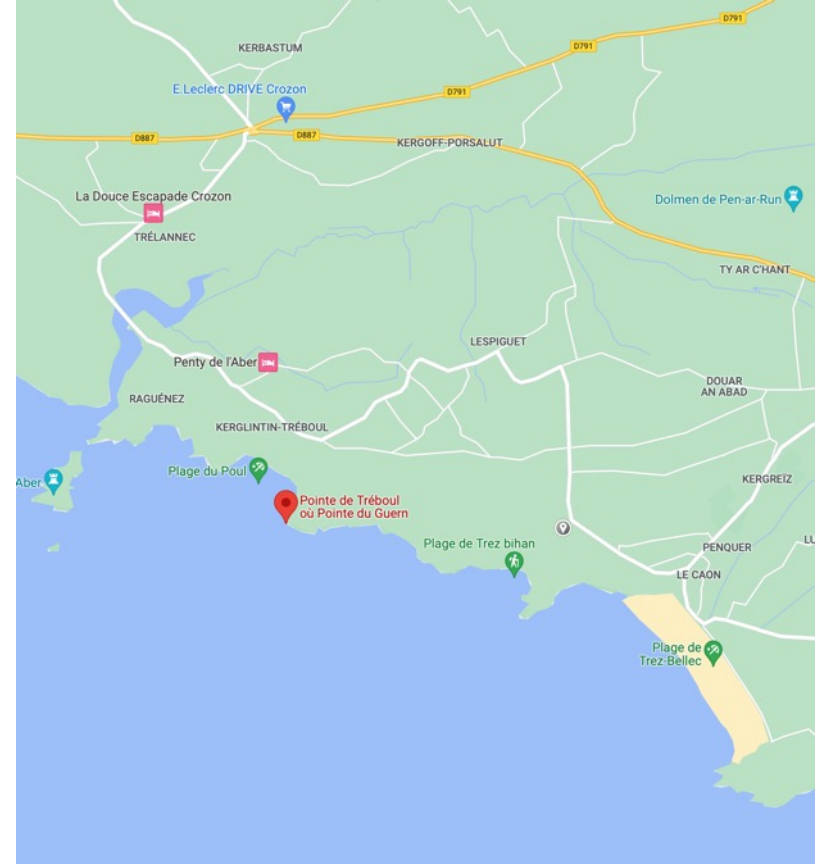 D791
KERBASTUM
D791
E.Leclerc DRIVE Crozon
D791
D887
D887
KERGOFF-PORSALUT
La Douce Escapade Crozon
Dolmen de Pen-ar-Run
TRÉLANNEC
TY AR C'HANT
LESPIGUET
Penty de l'Aber
DOUAR
AN ABAD
RAGUÉNEZ
KERGLINTIN-TRÉBOUL
Plage du Poul
Aber
KERGREÏZ
Pointe de Tréboul
où Pointe du Guern
LU
Plage de Trez bihan
PENQUER
LE CAON
Plage de
Trez-Bellec